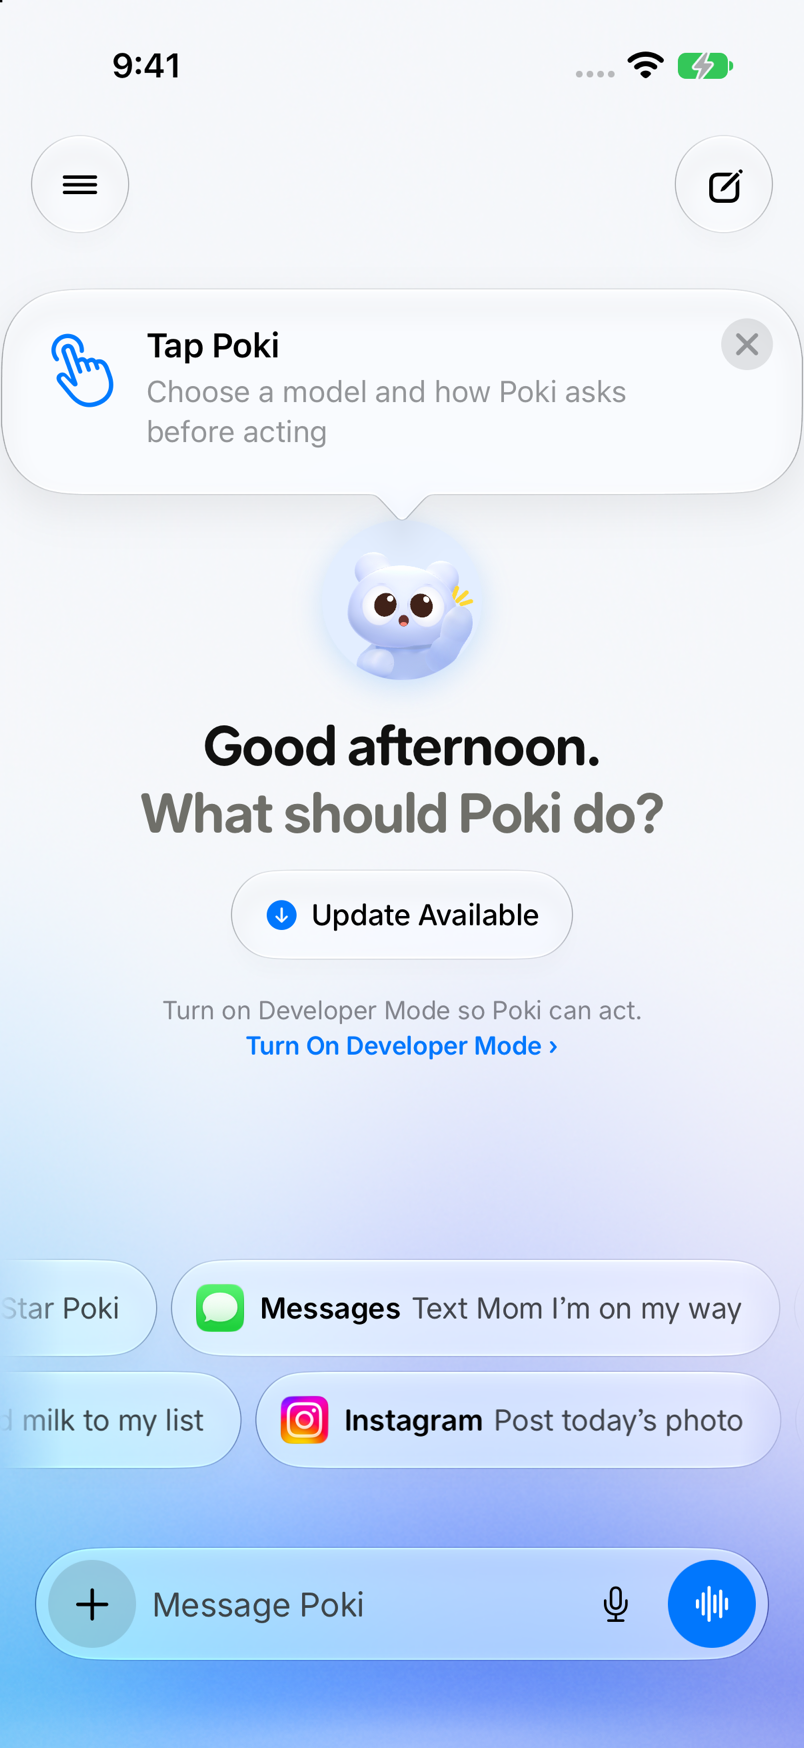 9:41
Tap Poki
Choose a model and how Poki asks
before acting
Good afternoon.
What should Poki do?
Update Available
Turn on Developer Mode so Poki can act.
Turn On Developer Mode ›
Star Poki
Messages Text Mom I’m on my way
milk to my list
Instagram Post today’s photo
Message Poki